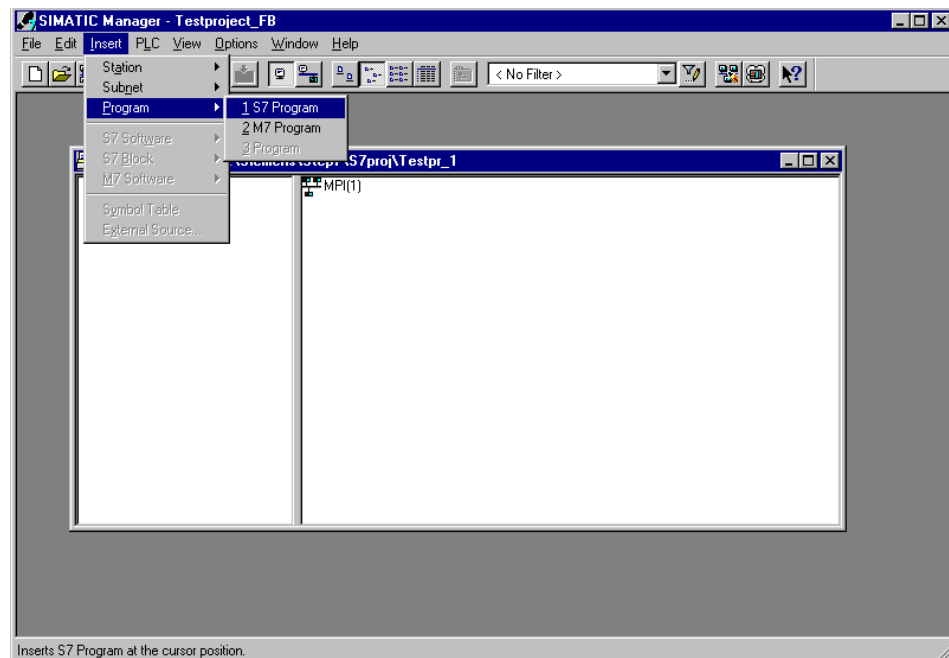 SIMATIC Manager - Testproject_FB
File Edit Insert PLC View Options Window Help
< No Filter >
Station
Subnet
Program
S7 Software
S7 Block
M7 Software
Symbol Table
External Source...
1 S7 Program
2 M7 Program
3 Program
\S7proj\Testpr_1
MPI(1)
Inserts S7 Program at the cursor position.